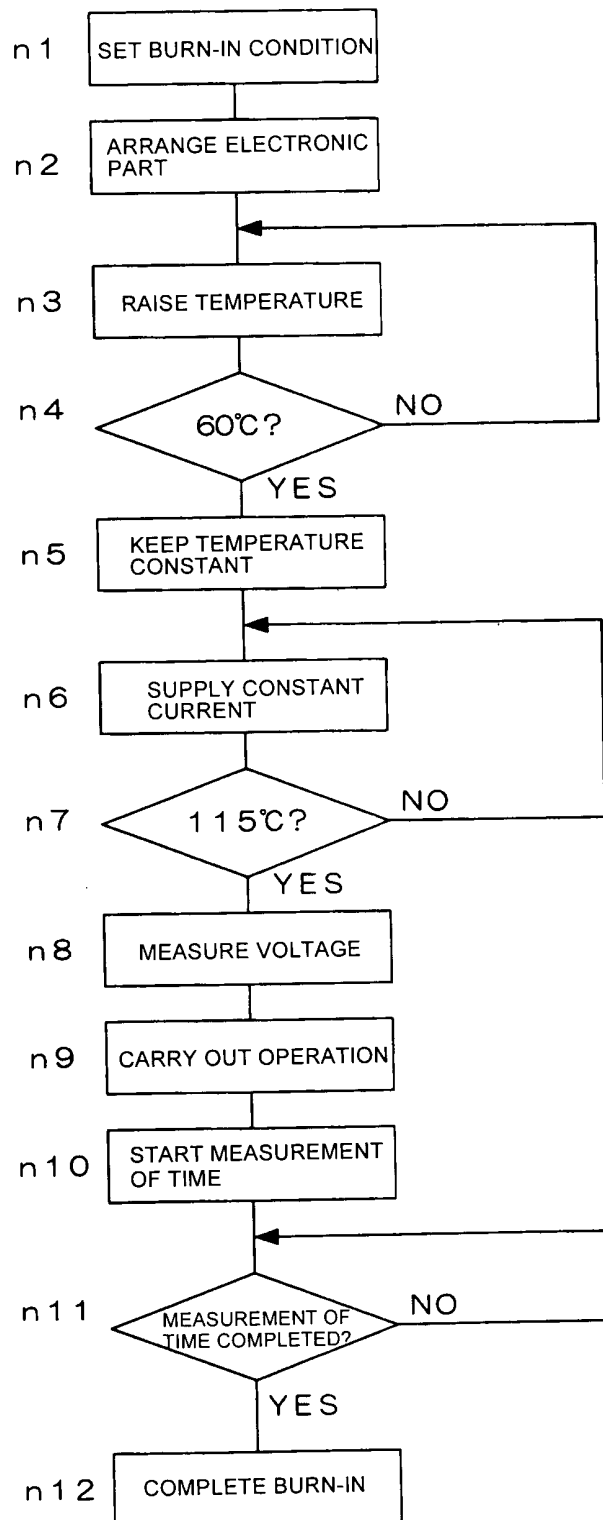 n1
SET BURN-IN CONDITION
n2
ARRANGE ELECTRONIC
PART
n3
RAISE TEMPERATURE
n4
60℃?
NO
YES
n5
KEEP TEMPERATURE
CONSTANT
n6
SUPPLY CONSTANT
CURRENT
n7
115℃?
NO
YES
n8
MEASURE VOLTAGE
n9
CARRY OUT OPERATION
n10
START MEASUREMENT
OF TIME
n11
MEASUREMENT OF
TIME COMPLETED?
NO
YES
n12
COMPLETE BURN-IN